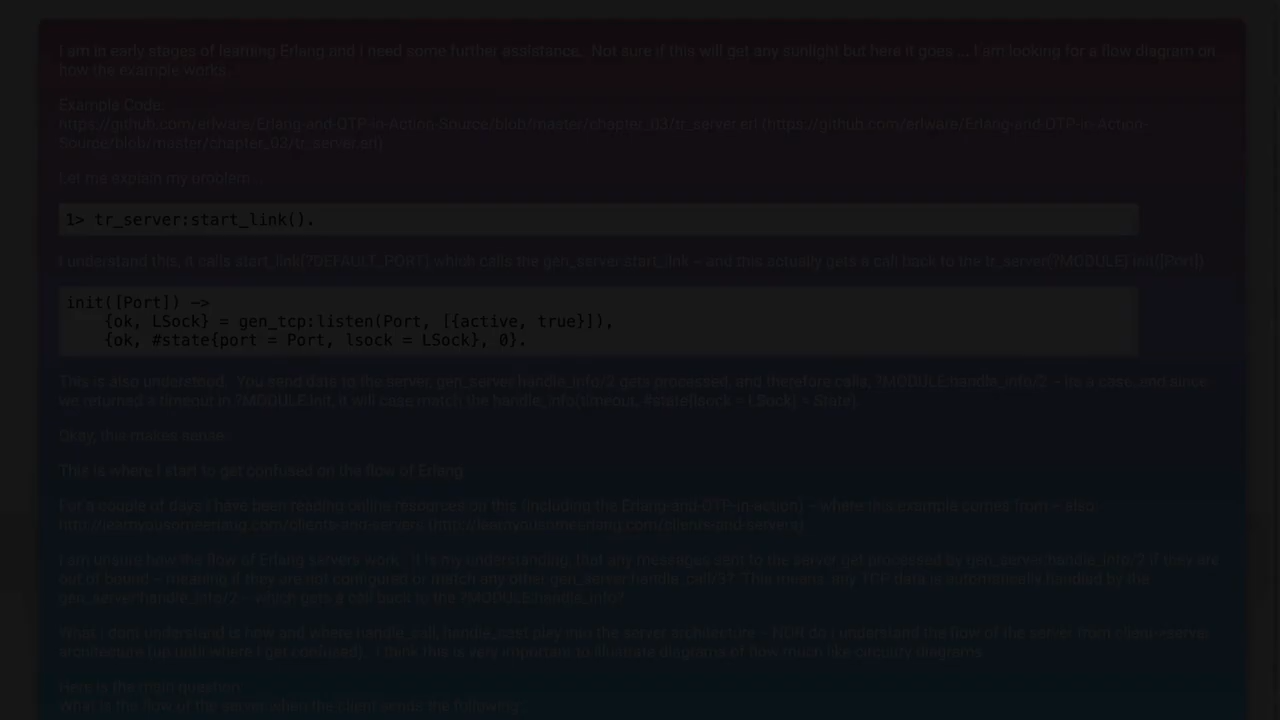 I am in early stages of learning Erlang and I need some further assistance. Not sure if this will get any sunlight but here it goes ... I am looking for a flow diagram on
how the example works.
Example Code:
https://github.com/erlware/Erlang-and-OTP-in-Action-Source/blob/master/chapter_03/tr_server.erl (https://github.com/erlware/Erlang-and-OTP-in-Action-
Source/blob/master/chapter_03/tr_server.erl)
Let me explain my problem ...
1> tr_server:start_link().
I understand this, it calls start_link(?DEFAULT_PORT) which calls the gen_server:start_link -- and this actually gets a call back to the tr_server(?MODULE) init([Port]).
init([Port]) ->
{ok, LSock} = gen_tcp:listen(Port, [{active, true}]),
{ok, #state{port = Port, lsock = LSock}, 0}.
This is also understood. You send data to the server, gen_server:handle_info/2 gets processed, and therefore calls, ?MODULE:handle_info/2 -- its a case, and since
we returned a timeout in ?MODULE:init, it will case match the handle_info(timeout, #state{lsock = LSock} = State).
Okay, this makes sense.
This is where I start to get confused on the flow of Erlang
For a couple of days I have been reading online resources on this (including the Erlang-and-OTP-in-action) -- where this example comes from -- also:
http://learnyousomeerlang.com/clients-and-servers (http://learnyousomeerlang.com/clients-and-servers)
I am unsure how the flow of Erlang servers work. It is my understanding, that any messages sent to the server get processed by gen_server:handle_info/2 if they are
out of bound -- meaning if they are not configured or match any other gen_server:handle_call/3? This means, any TCP data is automatically handled by the
gen_server:handle_info/2 -- which gets a call back to the ?MODULE:handle_info?
What I dont understand is how and where handle_call, handle_cast play into the server architecture -- NOR do I understand the flow of the server from client->server
architecture (up until where I get confused). I think this is very important to illustrate diagrams of flow much like circuitry diagrams.
Here is the main question:
What is the flow of the server when the client sends the following: